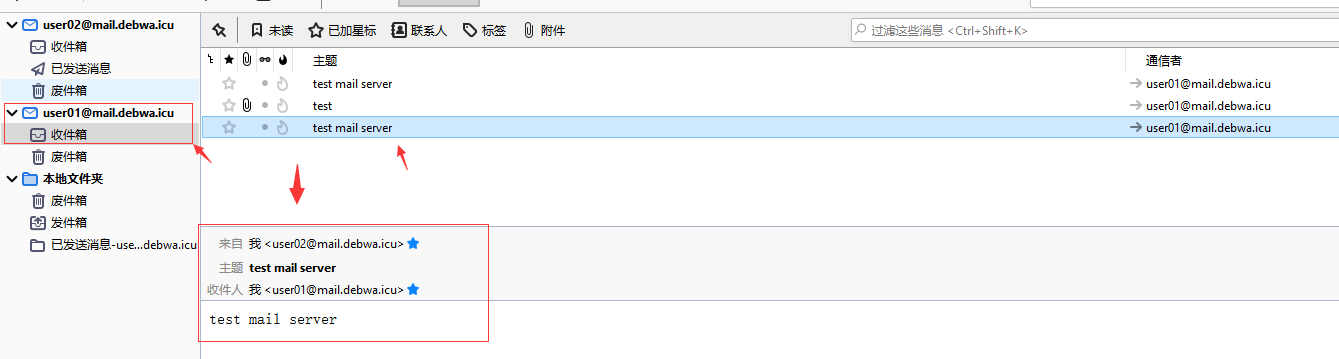 user02@mail.debwa.icu
收件箱
已发送消息
废件箱
user01@mail.debwa.icu
收件箱
废件箱
本地文件夹
废件箱
发件箱
已发送消息-use...debwa.icu
未读 已加星标 联系人 标签 附件 过滤这些消息 <Ctrl+Shift+K>
主题 通信者
test mail server user01@mail.debwa.icu
test user01@mail.debwa.icu
test mail server user01@mail.debwa.icu
来自 我 <user02@mail.debwa.icu>
主题 test mail server
收件人 我 <user01@mail.debwa.icu>
test mail server